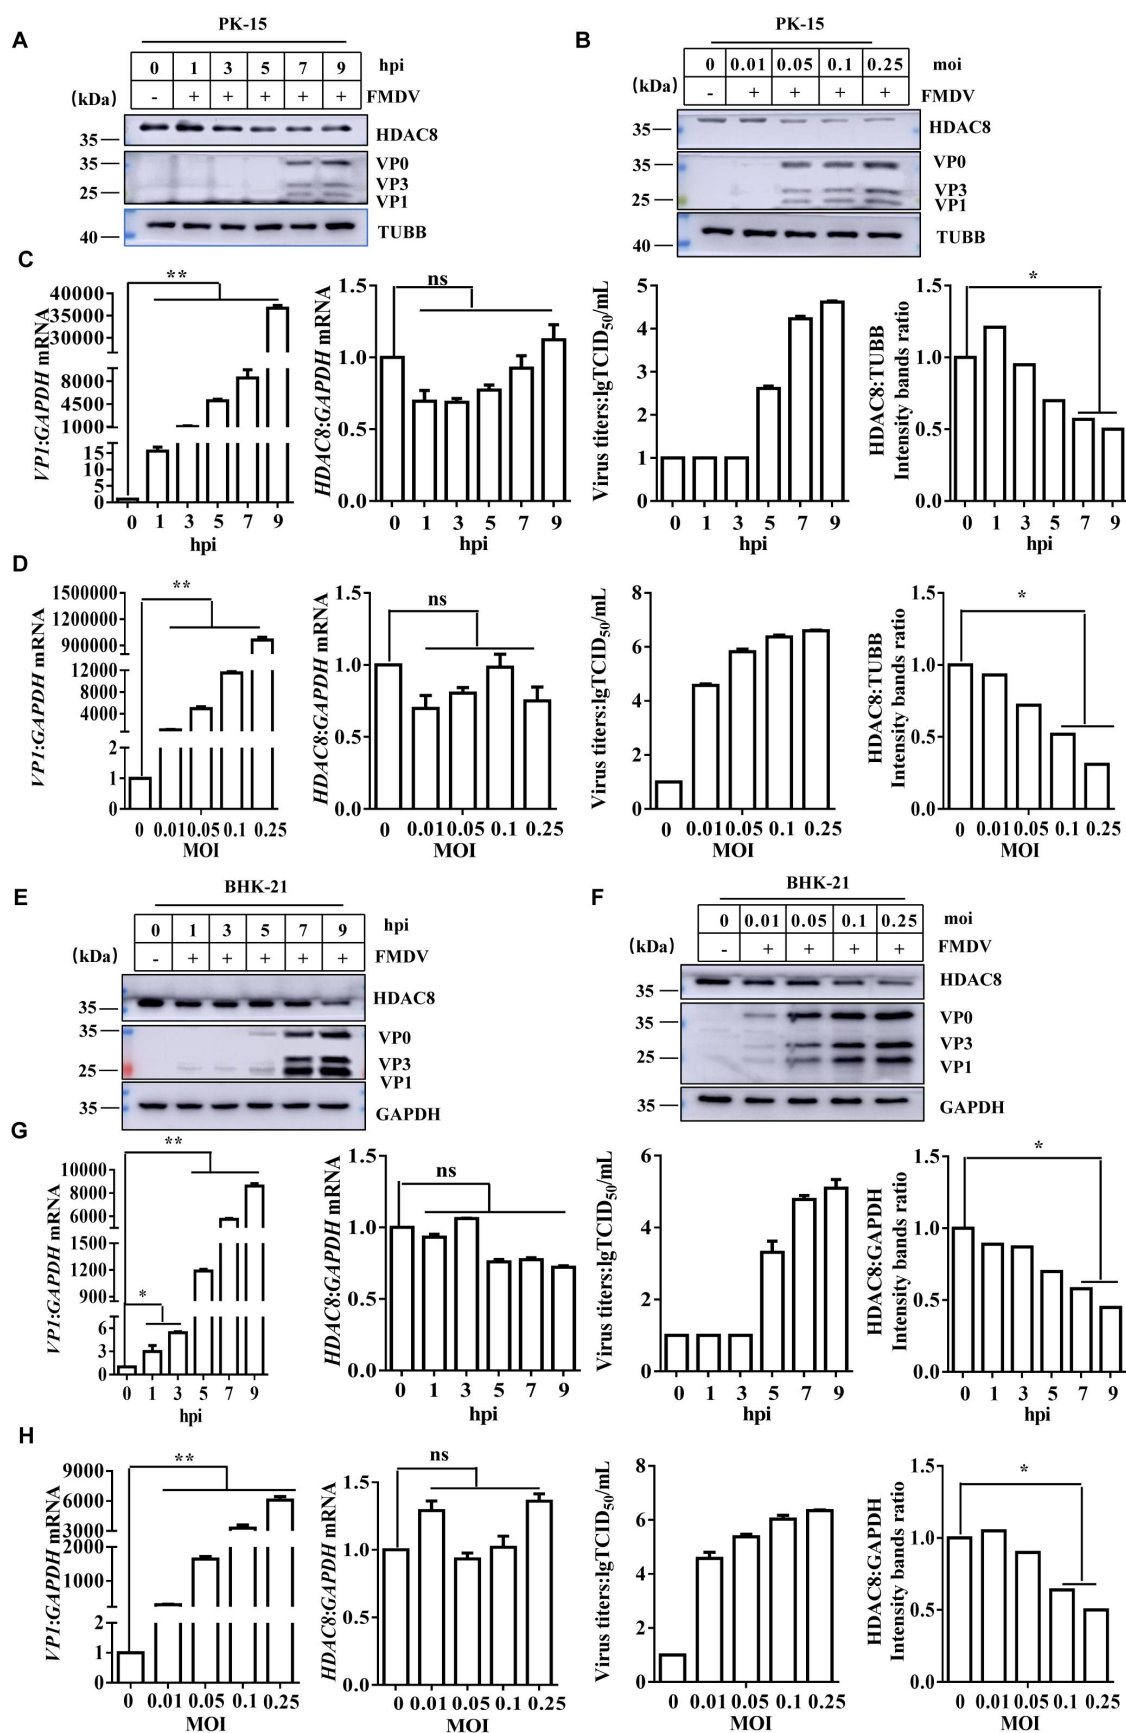 A
PK-15
0 1 3 5 7 9 hpi
(kDa) - + + + + + FMDV
35 HDAC8
35 VP0
VP3
25 VP1
40 TUBB
B
PK-15
0 0.01 0.05 0.1 0.25 moi
(kDa) - + + + + FMDV
35 HDAC8
35 VP0
VP3
25 VP1
40 TUBB
C
VP1:GAPDH mRNA
40000
35000
30000
8000
4500
1000
15
10
5
0
**
0 1 3 5 7 9
hpi
HDAC8:GAPDH mRNA
1.5
1.0
0.5
0.0
ns
0 1 3 5 7 9
hpi
Virus titers:lgTCID50/mL
5
4
3
2
1
0
0 1 3 5 7 9
hpi
HDAC8:TUBB
Intensity bands ratio
1.5
1.0
0.5
0.0
*
0 1 3 5 7 9
hpi
D
VP1:GAPDH mRNA
1500000
1200000
900000
12000
8000
4000
2
1
0
**
0 0.01 0.05 0.1 0.25
MOI
HDAC8:GAPDH mRNA
1.5
1.0
0.5
0.0
ns
0 0.01 0.05 0.1 0.25
MOI
Virus titers:lgTCID50/mL
8
6
4
2
0
0 0.01 0.05 0.1 0.25
MOI
HDAC8:TUBB
Intensity bands ratio
1.5
1.0
0.5
0.0
*
0 0.01 0.05 0.1 0.25
MOI
E
BHK-21
0 1 3 5 7 9 hpi
(kDa) - + + + + + FMDV
35 HDAC8
35 VP0
VP3
25 VP1
35 GAPDH
F
BHK-21
0 0.01 0.05 0.1 0.25 moi
(kDa) - + + + + FMDV
35 HDAC8
35 VP0
VP3
25 VP1
35 GAPDH
G
VP1:GAPDH mRNA
10000
8000
6000
1500
1200
900
6
3
0
**
*
0 1 3 5 7 9
hpi
HDAC8:GAPDH mRNA
1.5
1.0
0.5
0.0
ns
0 1 3 5 7 9
hpi
Virus titers:lgTCID50/mL
6
4
2
0
0 1 3 5 7 9
hpi
HDAC8:GAPDH
Intensity bands ratio
1.5
1.0
0.5
0.0
*
0 1 3 5 7 9
hpi
H
VP1:GAPDH mRNA
9000
6000
3000
2000
1000
2
1
0
**
0 0.01 0.05 0.1 0.25
MOI
HDAC8:GAPDH mRNA
1.5
1.0
0.5
0.0
ns
0 0.01 0.05 0.1 0.25
MOI
Virus titers:lgTCID50/mL
8
6
4
2
0
0 0.01 0.05 0.1 0.25
MOI
HDAC8:GAPDH
Intensity bands ratio
1.5
1.0
0.5
0.0
*
0 0.01 0.05 0.1 0.25
MOI